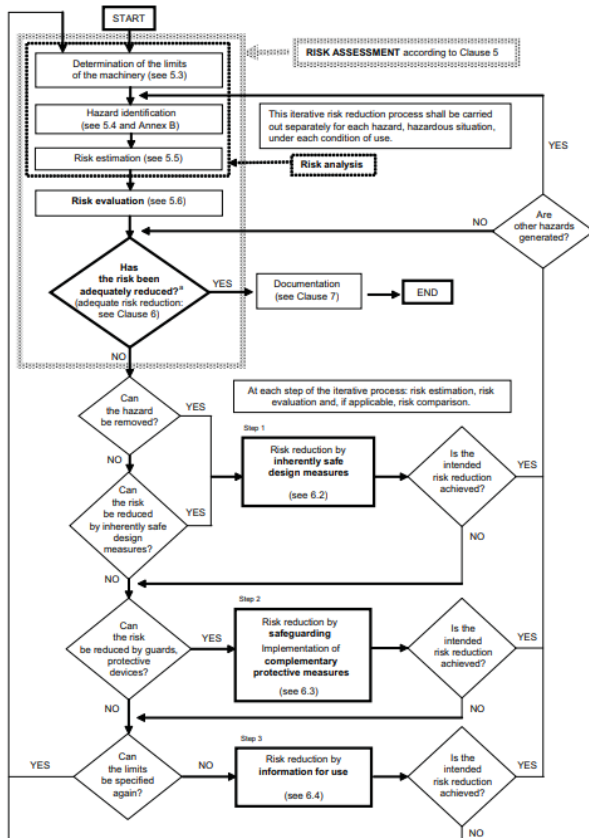 START
RISK ASSESSMENT according to Clause 5
Determination of the limits
of the machinery (see 5.3)
Hazard identification
(see 5.4 and Annex B)
This iterative risk reduction process shall be carried
out separately for each hazard, hazardous situation,
under each condition of use.
YES
Risk estimation (see 5.5)
Risk analysis
Risk evaluation (see 5.6)
NO
Are
other hazards
generated?
Has
the risk been
adequately reduced?ᵃ
(adequate risk reduction:
see Clause 6)
YES
Documentation
(see Clause 7)
END
NO
At each step of the iterative process: risk estimation, risk
evaluation and, if applicable, risk comparison.
Can
the hazard
be removed?
YES
Step 1
Risk reduction by
inherently safe
design measures
(see 6.2)
Is the
intended
risk reduction
achieved?
YES
NO
Can
the risk
be reduced
by inherently safe
design
measures?
YES
NO
NO
Step 2
Can
the risk
be reduced by guards,
protective
devices?
YES
Risk reduction by
safeguarding
Implementation of
complementary
protective measures
(see 6.3)
Is the
intended
risk reduction
achieved?
YES
NO
NO
Step 3
YES
Can
the limits
be specified
again?
NO
Risk reduction by
information for use
(see 6.4)
Is the
intended
risk reduction
achieved?
YES
NO